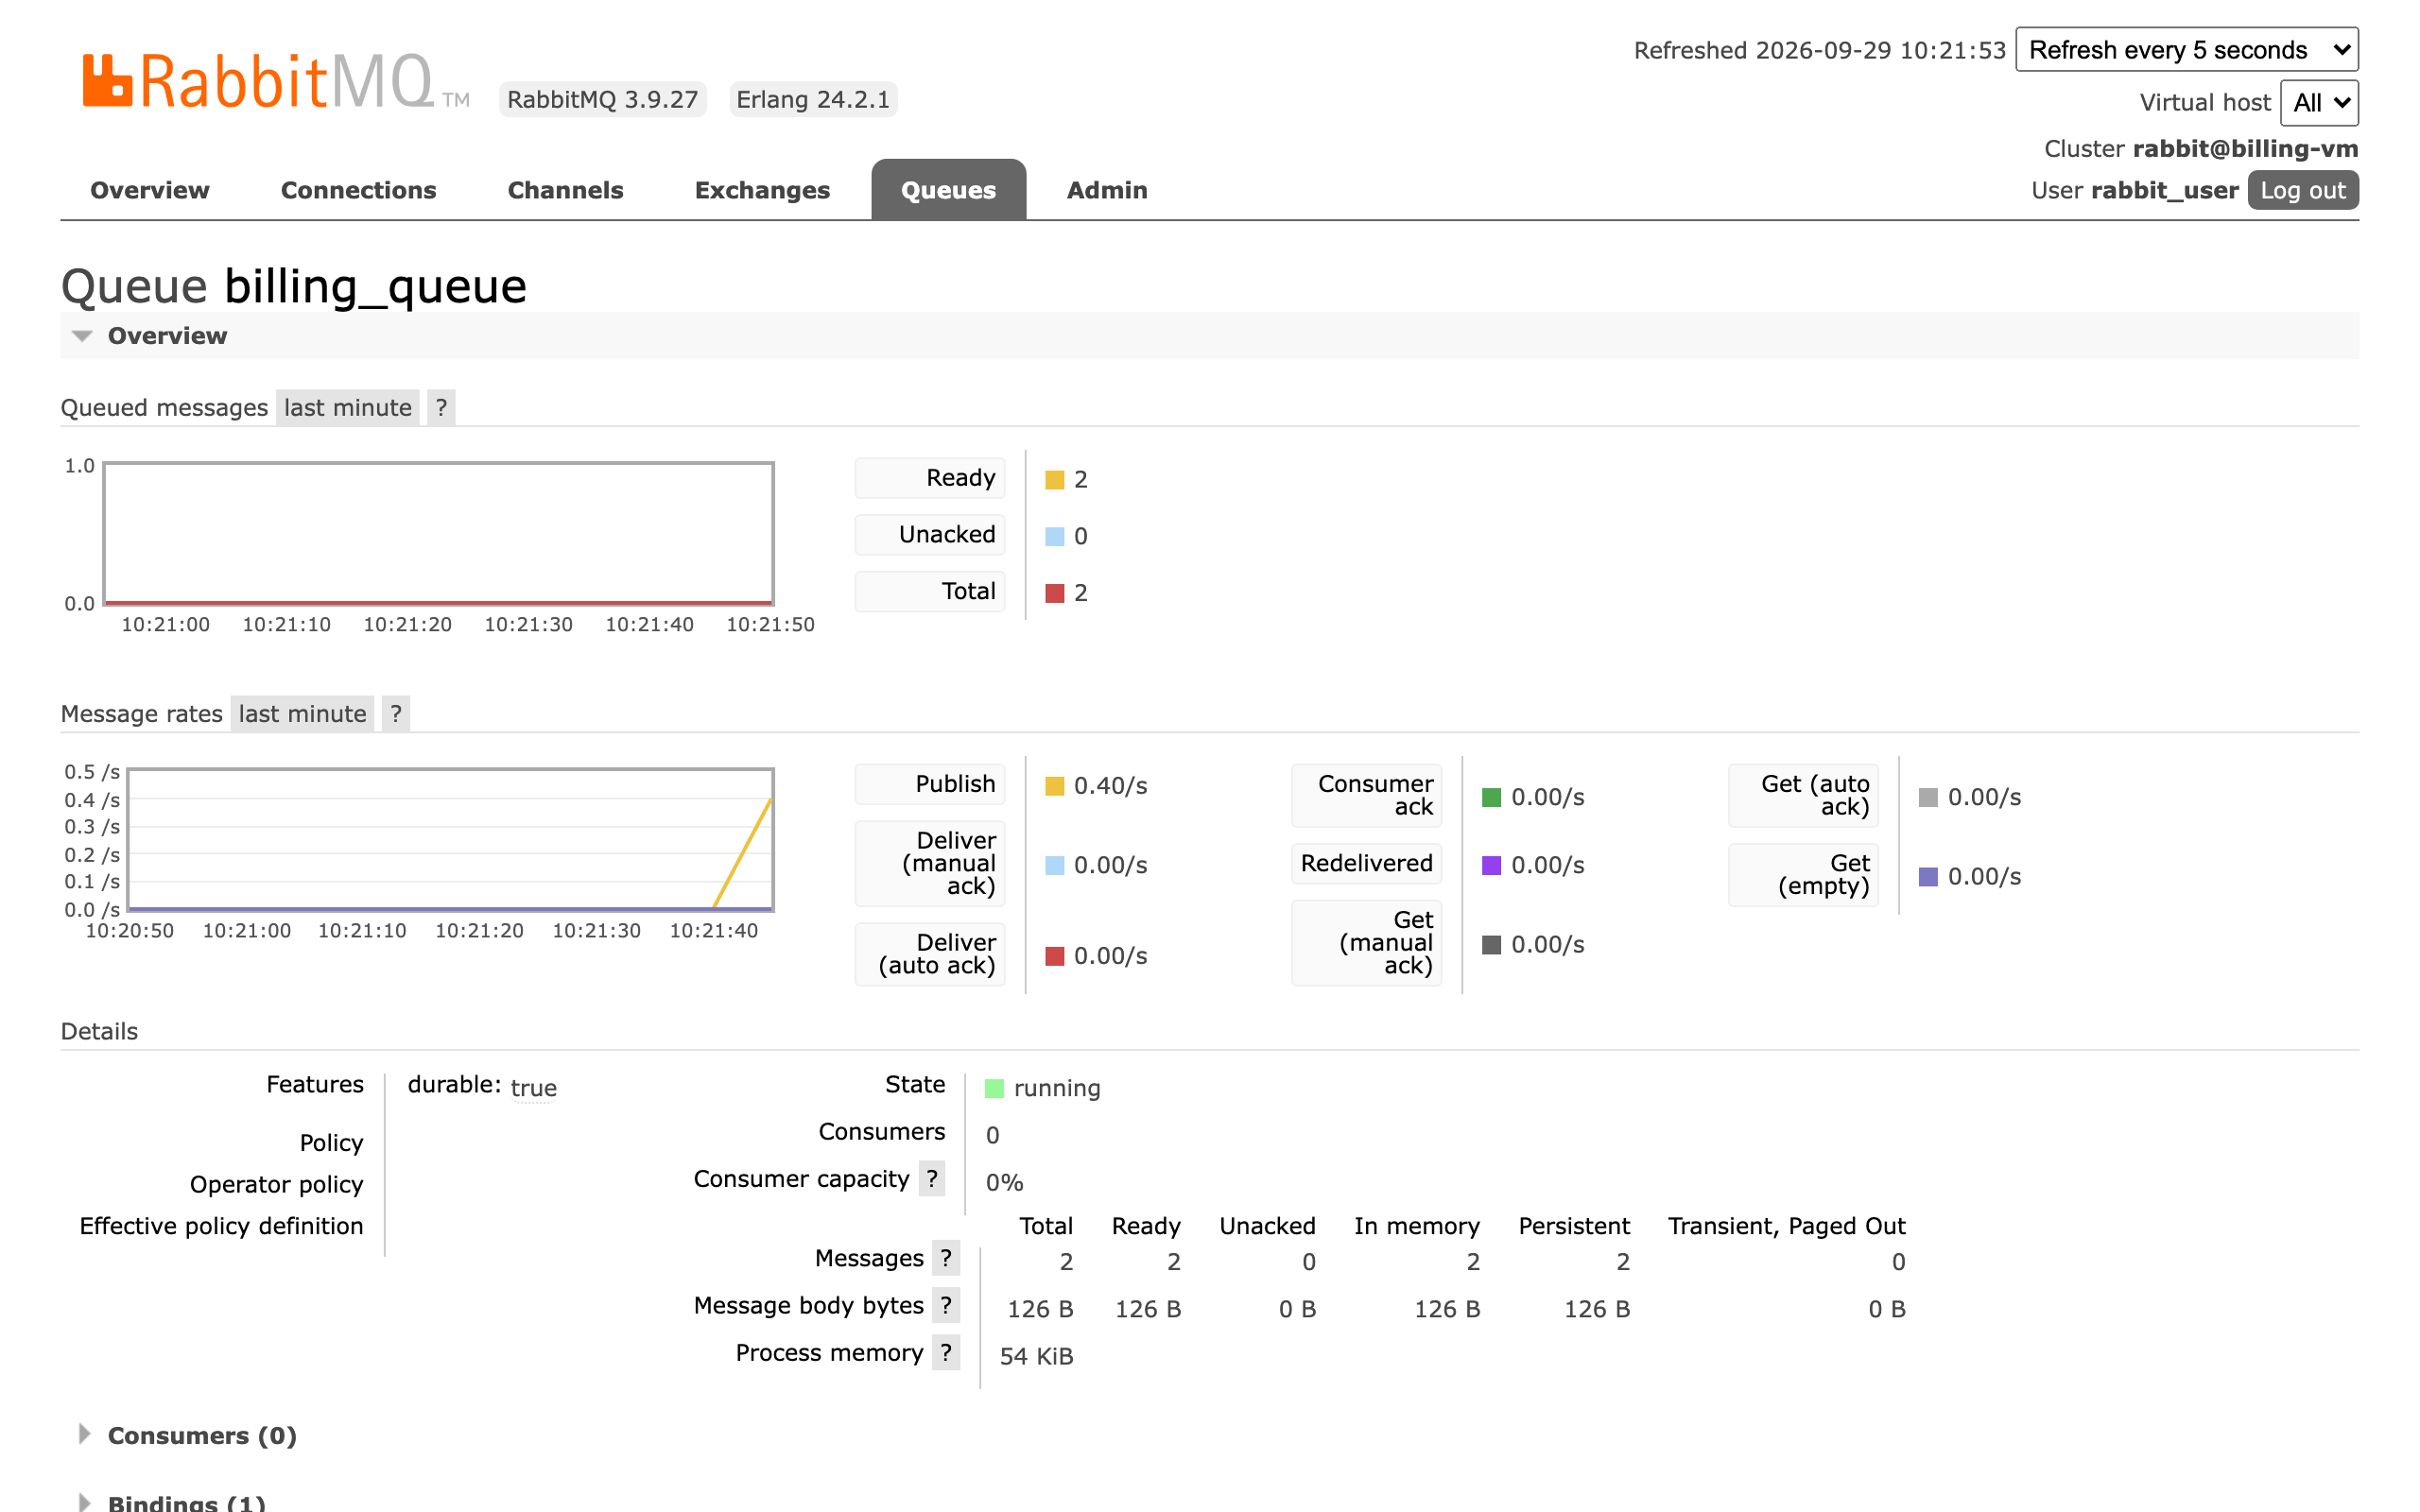 RabbitMQ TM RabbitMQ 3.9.27 Erlang 24.2.1
Refreshed 2026-09-29 10:21:53 Refresh every 5 seconds
Virtual host All
Cluster rabbit@billing-vm
User rabbit_user Log out
Overview Connections Channels Exchanges Queues Admin
Queue billing_queue
Overview
Queued messages last minute ?
1.0
0.0
10:21:00 10:21:10 10:21:20 10:21:30 10:21:40 10:21:50
Ready 2
Unacked 0
Total 2
Message rates last minute ?
0.5 /s
0.4 /s
0.3 /s
0.2 /s
0.1 /s
0.0 /s
10:20:50 10:21:00 10:21:10 10:21:20 10:21:30 10:21:40
Publish 0.40/s
Deliver
(manual
ack) 0.00/s
Deliver
(auto ack) 0.00/s
Consumer
ack 0.00/s
Redelivered 0.00/s
Get
(manual
ack) 0.00/s
Get (auto
ack) 0.00/s
Get
(empty) 0.00/s
Details
Features durable: true
Policy
Operator policy
Effective policy definition
State running
Consumers 0
Consumer capacity ? 0%
Total Ready Unacked In memory Persistent Transient, Paged Out
Messages ? 2 2 0 2 2 0
Message body bytes ? 126 B 126 B 0 B 126 B 126 B 0 B
Process memory ? 54 KiB
Consumers (0)
Bindings (1)